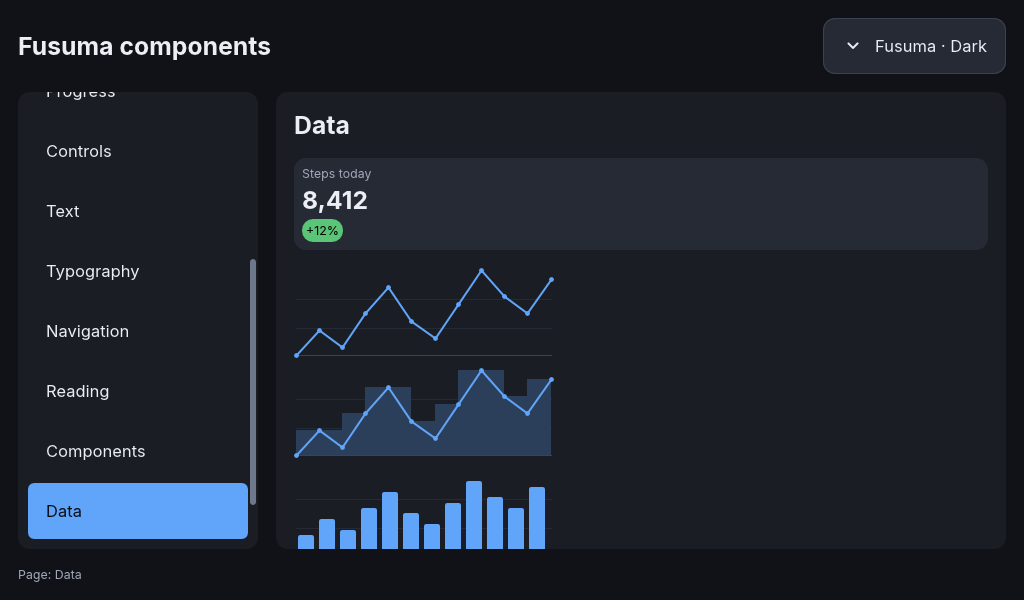 Fusuma components
Fusuma · Dark
Progress
Controls
Text
Typography
Navigation
Reading
Components
Data
Data
Steps today
8,412
+12%
Page: Data